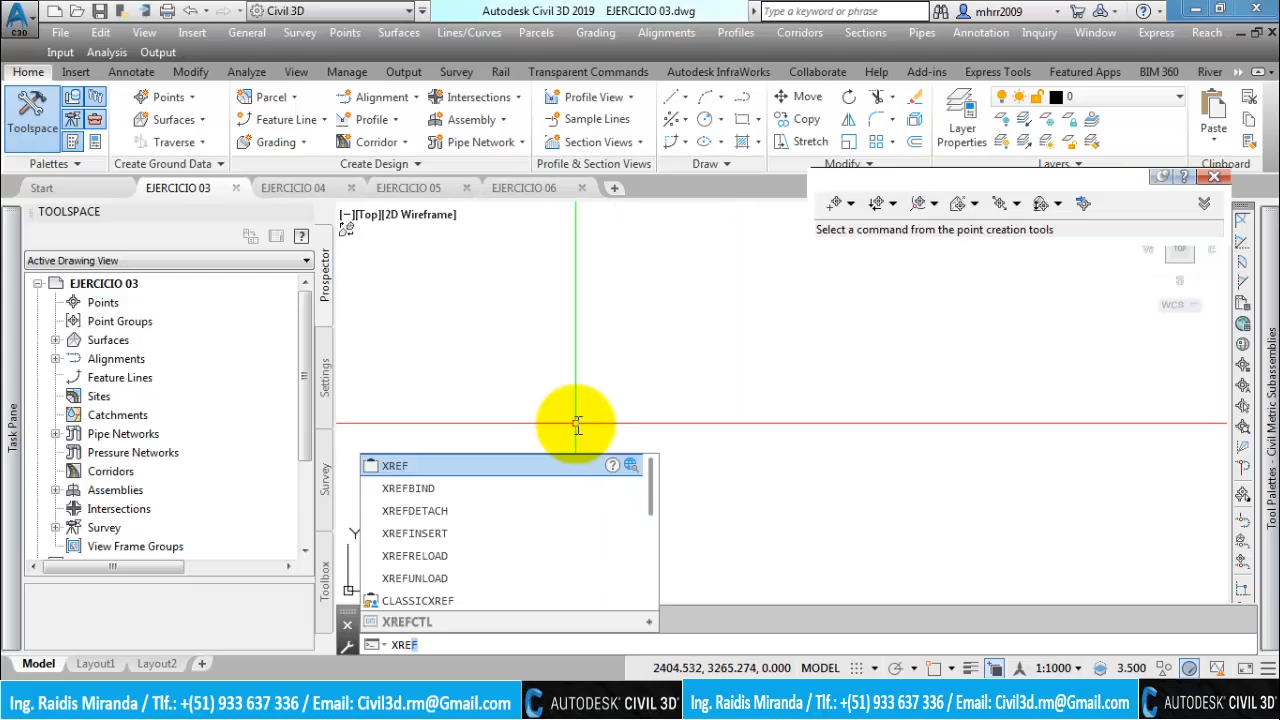 Civil 3D
Autodesk Civil 3D 2019 EJERCICIO 03.dwg
Type a keyword or phrase
mhrr2009
C3D
File Edit View Insert General Survey Points Surfaces Lines/Curves Parcels Grading Alignments Profiles Corridors Sections Pipes Annotation Inquiry Window Express Reach
Input Analysis Output
Home Insert Annotate Modify Analyze View Manage Output Survey Rail Transparent Commands Autodesk InfraWorks Collaborate Help Add-ins Express Tools Featured Apps BIM 360 River
Points Parcel Alignment Intersections Profile View Move 0
Toolspace Surfaces Feature Line Profile Assembly Sample Lines Copy Layer Properties Paste
Traverse Grading Corridor Pipe Network Section Views Stretch
Palettes Create Ground Data Create Design Profile & Section Views Draw Modify Layers Clipboard
Start EJERCICIO 03 EJERCICIO 04 EJERCICIO 05 EJERCICIO 06
TOOLSPACE
[−][Top][2D Wireframe]
Select a command from the point creation tools
W TOP E
S
WCS
Active Drawing View
EJERCICIO 03
Points
Point Groups
Surfaces
Alignments
Feature Lines
Sites
Catchments
Pipe Networks
Pressure Networks
Corridors
Assemblies
Intersections
Survey
View Frame Groups
Prospector
Settings
Survey
Toolbox
Task Pane
Tool Palettes - Civil Metric Subassemblies
XREF
XREFBIND
XREFDETACH
XREFINSERT
XREFRELOAD
XREFUNLOAD
CLASSICXREF
XREFCTL
Y
XREF
Model Layout1 Layout2
2404.532, 3265.274, 0.000 MODEL 1:1000 3.500
Ing. Raidis Miranda / Tlf.: +(51) 933 637 336 / Email: Civil3d.rm@Gmail.com
AUTODESK® CIVIL 3D®
Ing. Raidis Miranda / Tlf.: +(51) 933 637 336 / Email: Civil3d.rm@Gmail.com
AUTODESK® CIVIL 3D